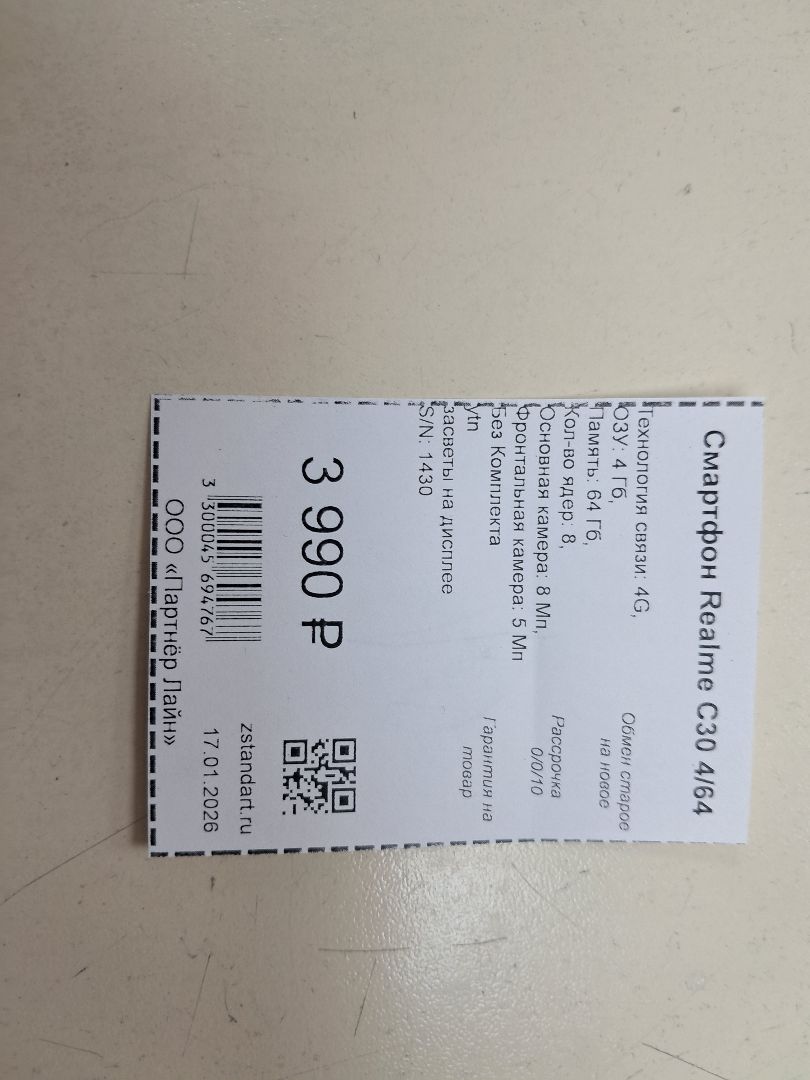 Смартфон Realme C30 4/64
Технология связи: 4G,
ОЗУ: 4 Гб,
Память: 64 Гб,
Кол-во ядер: 8,
Основная камера: 8 Мп,
Фронтальная камера: 5 Мп
Без Комплекта
ytn
засветы на дисплее
S/N: 1430
Обмен старое
на новое
Рассрочка
0/0/10
Гарантия на
товар
3 990 ₽
3 300045 694767
zstandart.ru
17.01.2026
ООО «Партнёр Лайн»